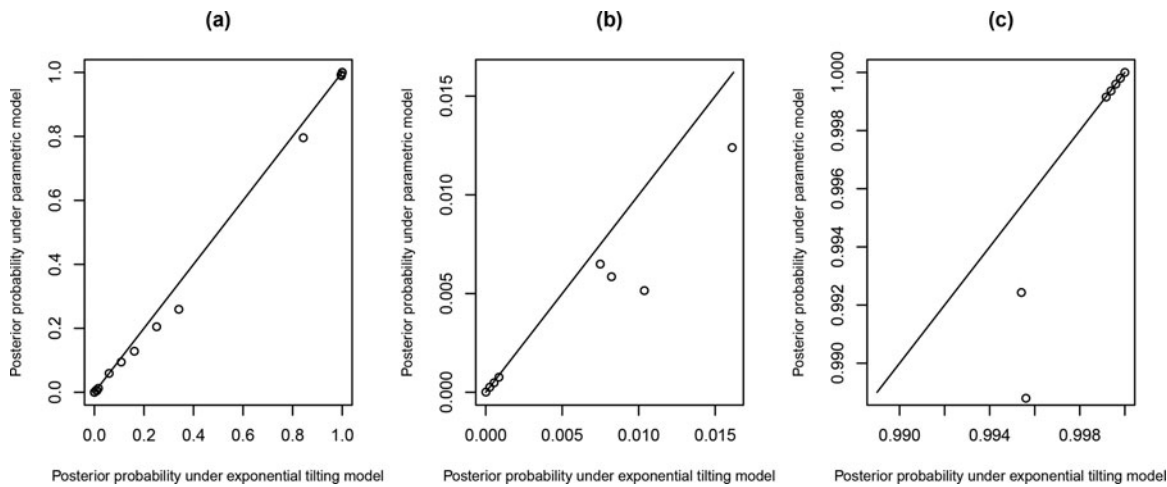 (a)
Posterior probability under parametric model
1.0
0.8
0.6
0.4
0.2
0.0
0.0 0.2 0.4 0.6 0.8 1.0
Posterior probability under exponential tilting model
(b)
Posterior probability under parametric model
0.015
0.010
0.005
0.000
0.000 0.005 0.010 0.015
Posterior probability under exponential tilting model
(c)
Posterior probability under parametric model
1.000
0.998
0.996
0.994
0.992
0.990
0.990 0.994 0.998
Posterior probability under exponential tilting model